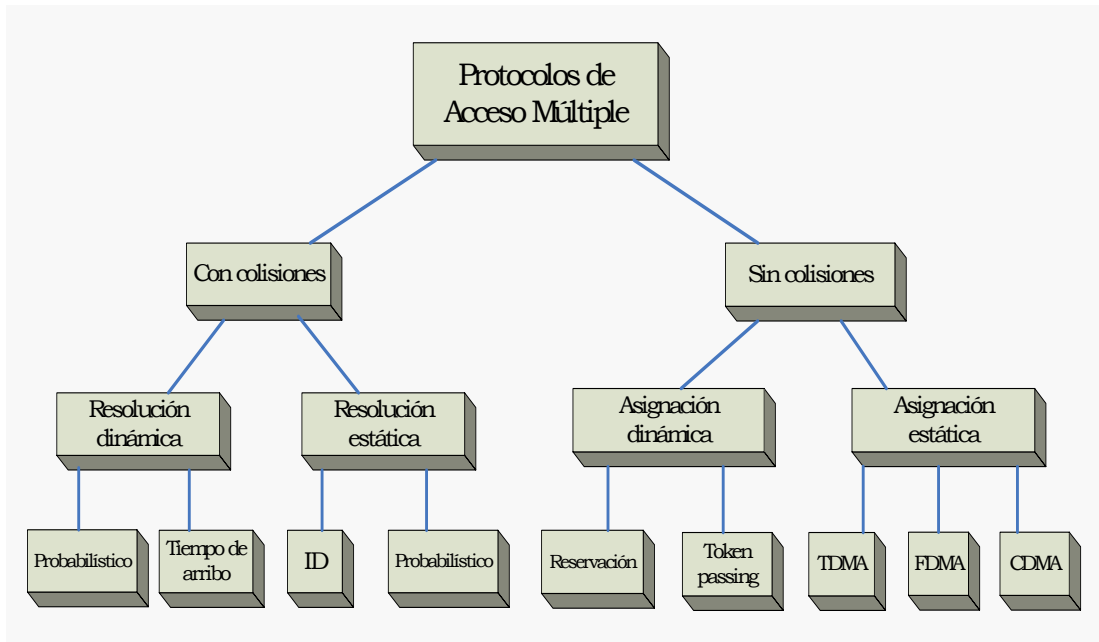 Protocolos de
Acceso Múltiple
Con colisiones
Sin colisiones
Resolución
dinámica
Resolución
estática
Asignación
dinámica
Asignación
estática
Probabilístico
Tiempo de
arribo
ID
Probabilístico
Reservación
Token
passing
TDMA
FDMA
CDMA